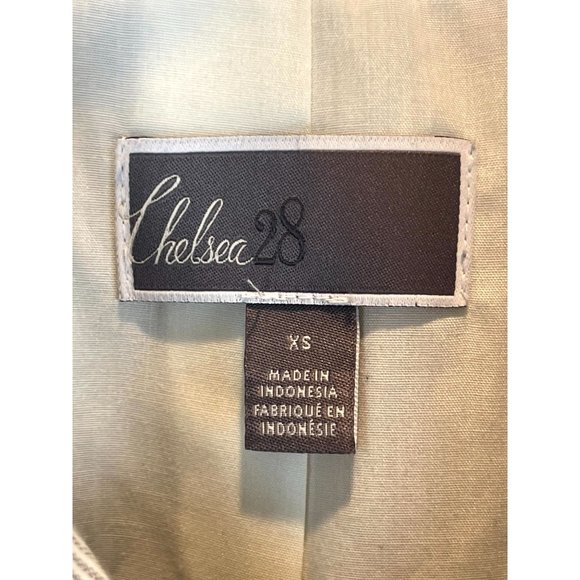 Chelsea28
XS
MADE IN
INDONESIA
FABRIQUÉ EN
INDONÉSIE